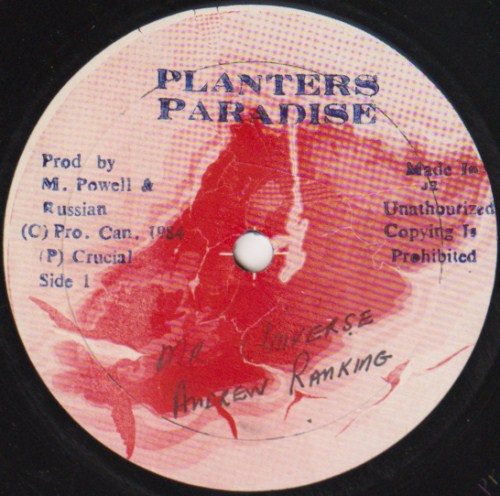 PLANTERS
PARADISE
Prod by
M. Powell &
Russian
(C) Pro. Can. 1984
(P) Crucial
Side 1
Made In
JA
Unathourized
Copying Is
Prohibited
MR UNIVERSE
ANDREW RANKING